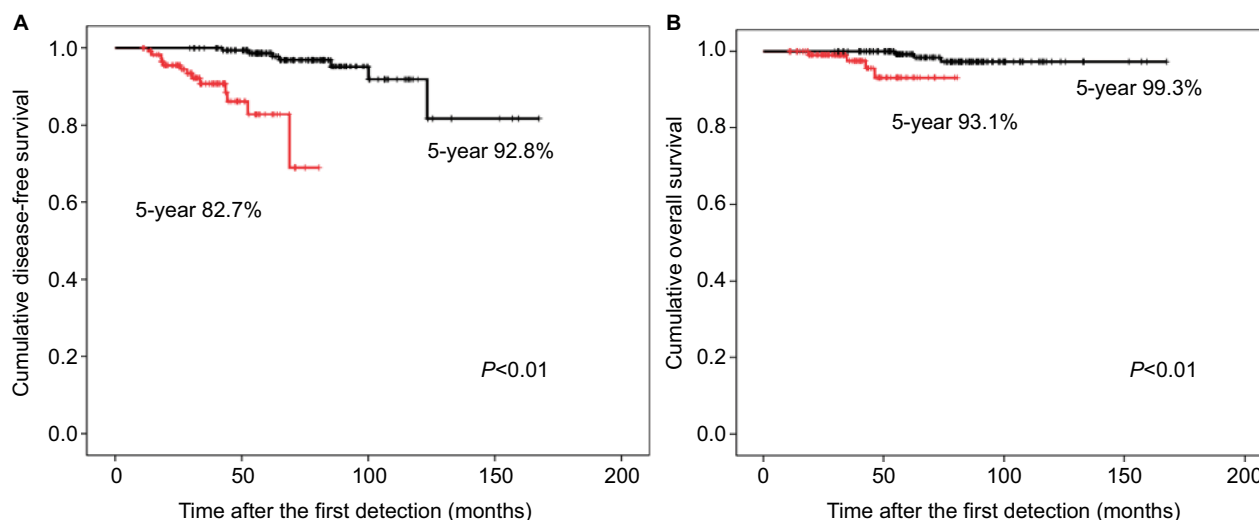 A
Cumulative disease-free survival
1.0
0.8
0.6
0.4
0.2
0.0
5-year 92.8%
5-year 82.7%
P<0.01
0 50 100 150 200
Time after the first detection (months)
B
Cumulative overall survival
1.0
0.8
0.6
0.4
0.2
0.0
5-year 99.3%
5-year 93.1%
P<0.01
0 50 100 150 200
Time after the first detection (months)